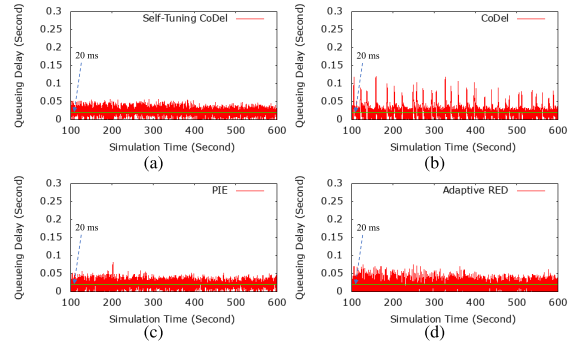 0.3
0.25
0.2
0.15
0.1
0.05
0
Queueing Delay (Second)
Self-Tuning CoDel
20 ms
100 200 300 400 500 600
Simulation Time (Second)
(a)
0.3
0.25
0.2
0.15
0.1
0.05
0
Queueing Delay (Second)
CoDel
20 ms
100 200 300 400 500 600
Simulation Time (Second)
(b)
0.3
0.25
0.2
0.15
0.1
0.05
0
Queueing Delay (Second)
PIE
20 ms
100 200 300 400 500 600
Simulation Time (Second)
(c)
0.3
0.25
0.2
0.15
0.1
0.05
0
Queueing Delay (Second)
Adaptive RED
20 ms
100 200 300 400 500 600
Simulation Time (Second)
(d)